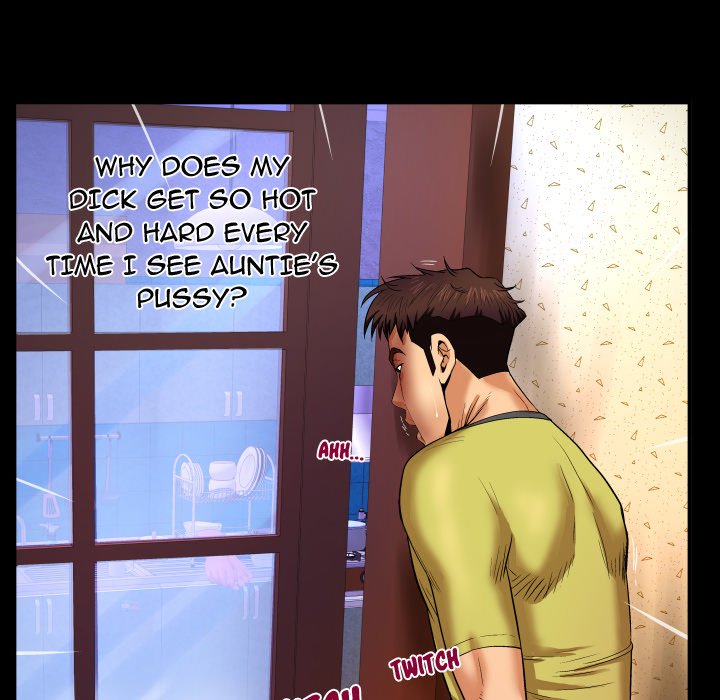 WHY DOES MY
DICK GET SO HOT
AND HARD EVERY
TIME I SEE AUNTIE'S
PUSSY?
AHH...
TWITCH